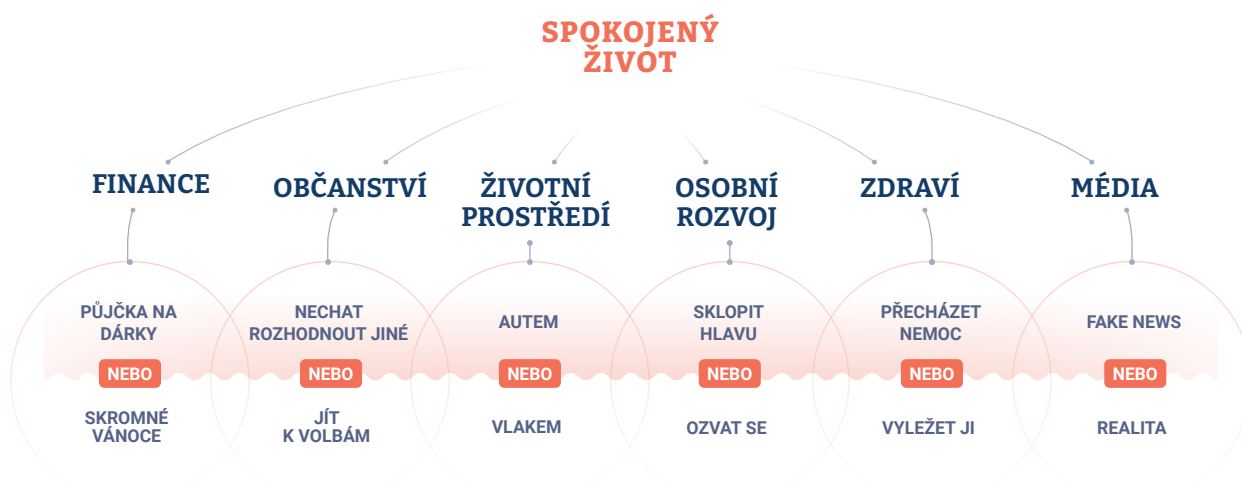 SPOKOJENÝ
ŽIVOT
FINANCE
OBČANSTVÍ
ŽIVOTNÍ
PROSTŘEDÍ
OSOBNÍ
ROZVOJ
ZDRAVÍ
MÉDIA
PŮJČKA NA
DÁRKY
NEBO
SKROMNÉ
VÁNOCE
NECHAT
ROZHODNOUT JINÉ
NEBO
JÍT
K VOLBÁM
AUTEM
NEBO
VLAKEM
SKLOPIT
HLAVU
NEBO
OZVAT SE
PŘECHÁZET
NEMOC
NEBO
VYLEŽET JI
FAKE NEWS
NEBO
REALITA